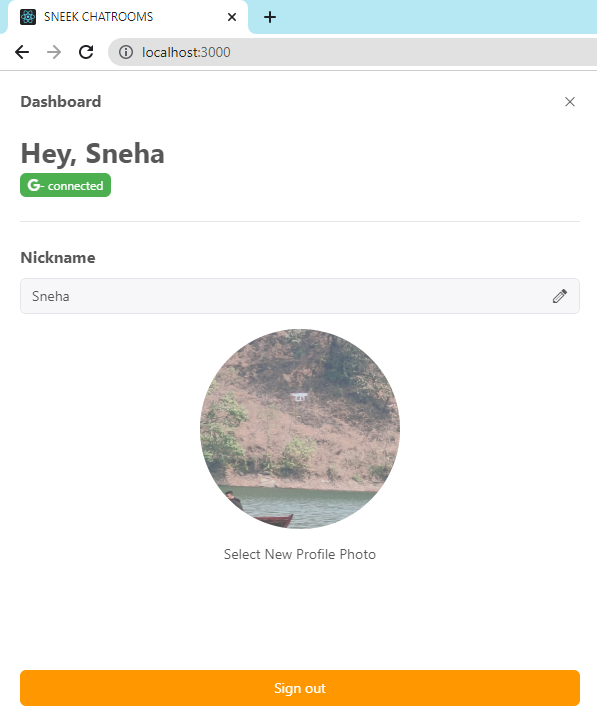 SNEEK CHATROOMS
localhost:3000
Dashboard
Hey, Sneha
G- connected
Nickname
Sneha
Select New Profile Photo
Sign out